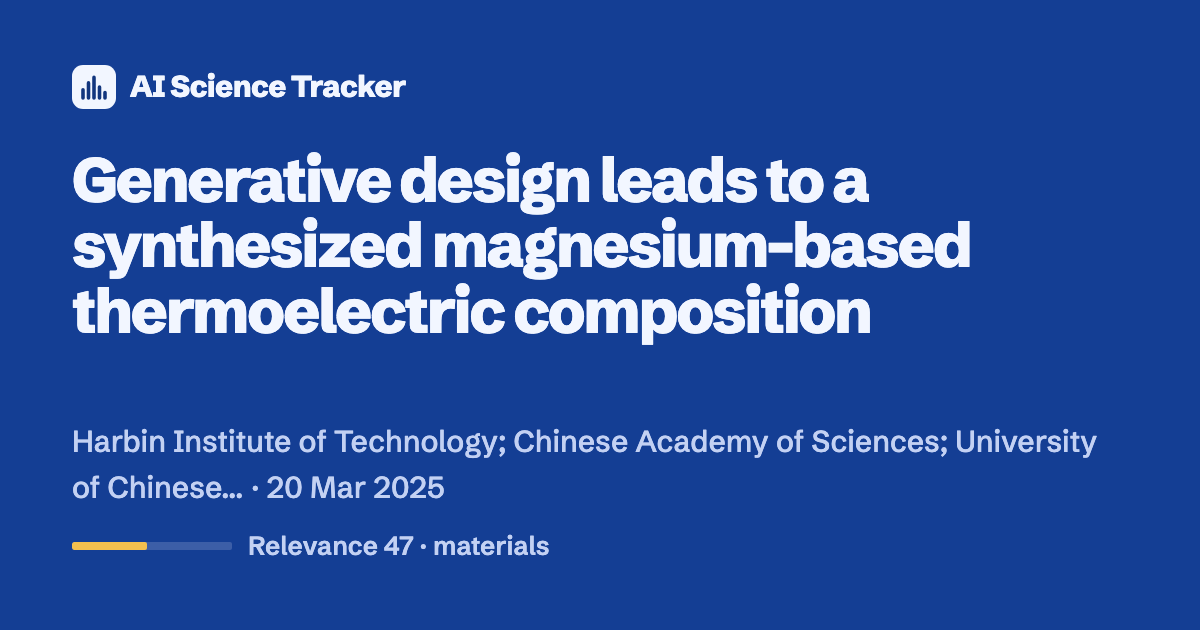 AI Science Tracker
Generative design leads to a
synthesized magnesium-based
thermoelectric composition
Harbin Institute of Technology; Chinese Academy of Sciences; University
of Chinese... · 20 Mar 2025
Relevance 47 · materials